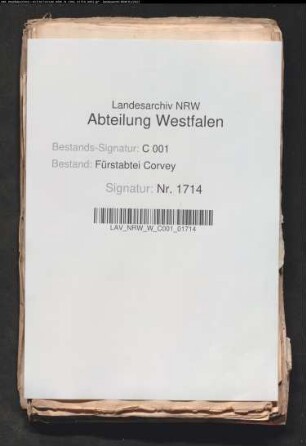 Landesarchiv NRW
Abteilung Westfalen
Bestands-Signatur: C 001
Bestand: Fürstabtei Corvey
Signatur: Nr. 1714
LAV_NRW_W_C001_01714